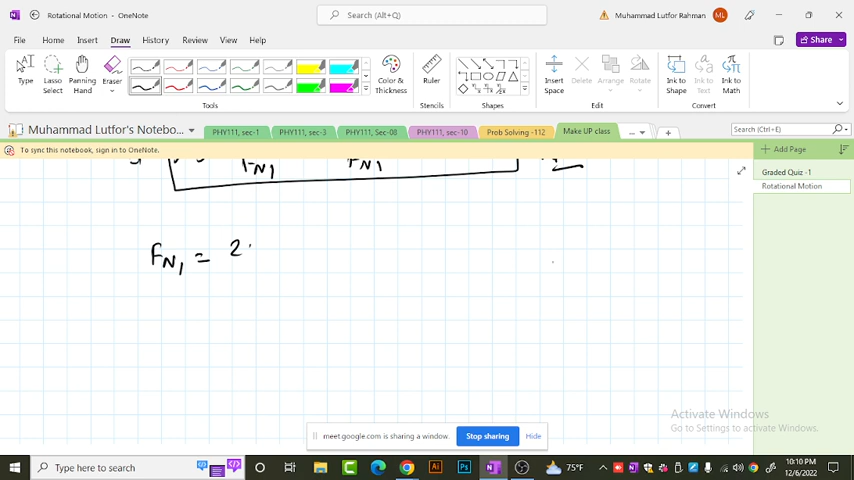 Rotational Motion - OneNote
Search (Alt+Q)
Muhammad Lutfor Rahman
ML
File Home Insert Draw History Review View Help
Share
Type
Lasso Select
Panning Hand
Eraser
Color & Thickness
Ruler
Insert Space
Arrange
Rotate
Ink to Shape
Ink to Text
Ink to Math
Tools
Stencils
Shapes
Edit
Convert
Muhammad Lutfor's Notebo...
PHY111, sec-1
PHY111, sec-3
PHY111, Sec-08
PHY111, sec-10
Prob Solving -112
Make UP class
Search (Ctrl+E)
To sync this notebook, sign in to OneNote.
Add Page
Graded Quiz -1
Rotational Motion
FN1 FN1
FN1 = 2
Activate Windows
Go to Settings to activate Windows.
meet.google.com is sharing a window.
Stop sharing
Hide
Type here to search
75°F
10:10 PM
12/6/2022